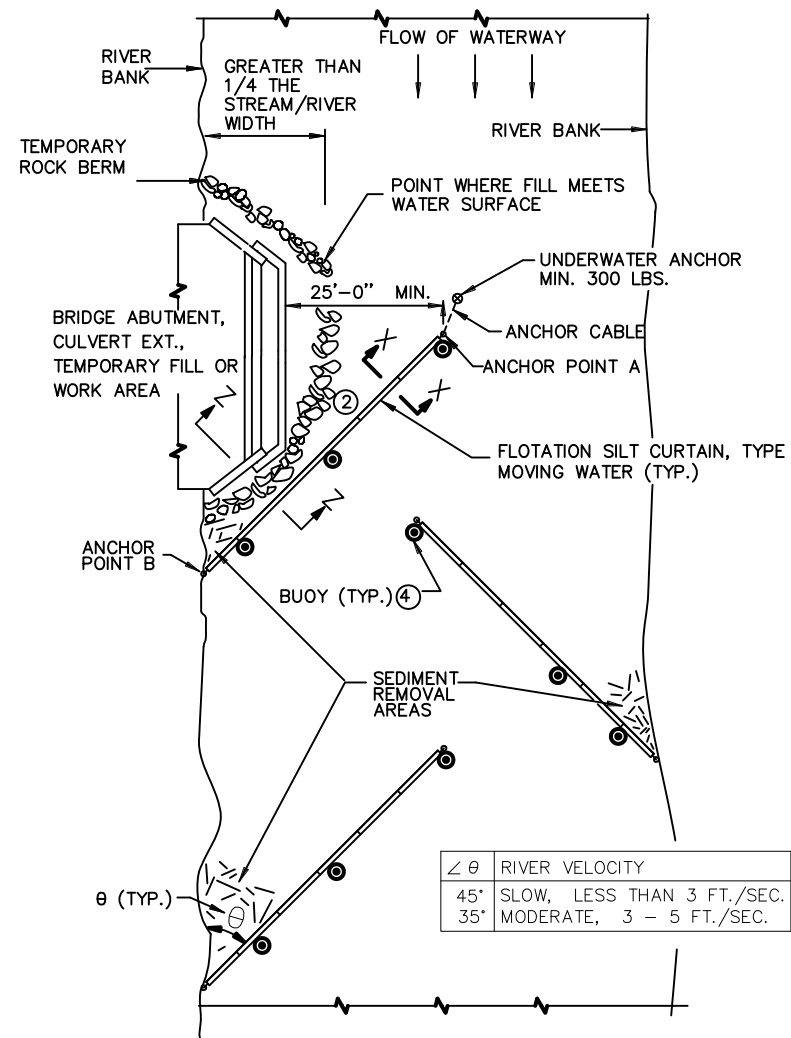 FLOW OF WATERWAY
RIVER
BANK
GREATER THAN
1/4 THE
STREAM/RIVER
WIDTH
RIVER BANK
TEMPORARY
ROCK BERM
POINT WHERE FILL MEETS
WATER SURFACE
UNDERWATER ANCHOR
MIN. 300 LBS.
25'-0" MIN.
BRIDGE ABUTMENT,
CULVERT EXT.,
TEMPORARY FILL OR
WORK AREA
ANCHOR CABLE
X
ANCHOR POINT A
X
Z
2
FLOTATION SILT CURTAIN, TYPE
MOVING WATER (TYP.)
Z
ANCHOR
POINT B
BUOY (TYP.) 4
SEDIMENT
REMOVAL
AREAS
∠ θ RIVER VELOCITY
45° SLOW, LESS THAN 3 FT./SEC.
35° MODERATE, 3 - 5 FT./SEC.
θ (TYP.)
θ